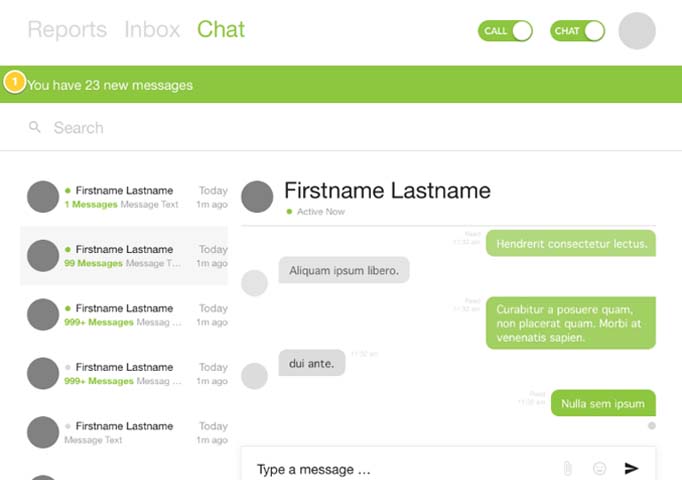 Reports Inbox Chat
CALL
CHAT
1
You have 23 new messages
Search
Firstname Lastname Today
1 Messages Message Text 1m ago
Firstname Lastname Today
99 Messages Message T... 1m ago
Firstname Lastname Today
999+ Messages Messag ... 1m ago
Firstname Lastname Today
999+ Messages Messag ... 1m ago
Firstname Lastname Today
Message Text 1m ago
Firstname Lastname
Active Now
Read
11:32 am
Hendrerit consectetur lectus.
Aliquam ipsum libero.
Read
11:32 am
Curabitur a posuere quam,
non placerat quam. Morbi at
venenatis sapien.
dui ante.
11:32 am
Read
11:32 am
Nulla sem ipsum
Type a message ...